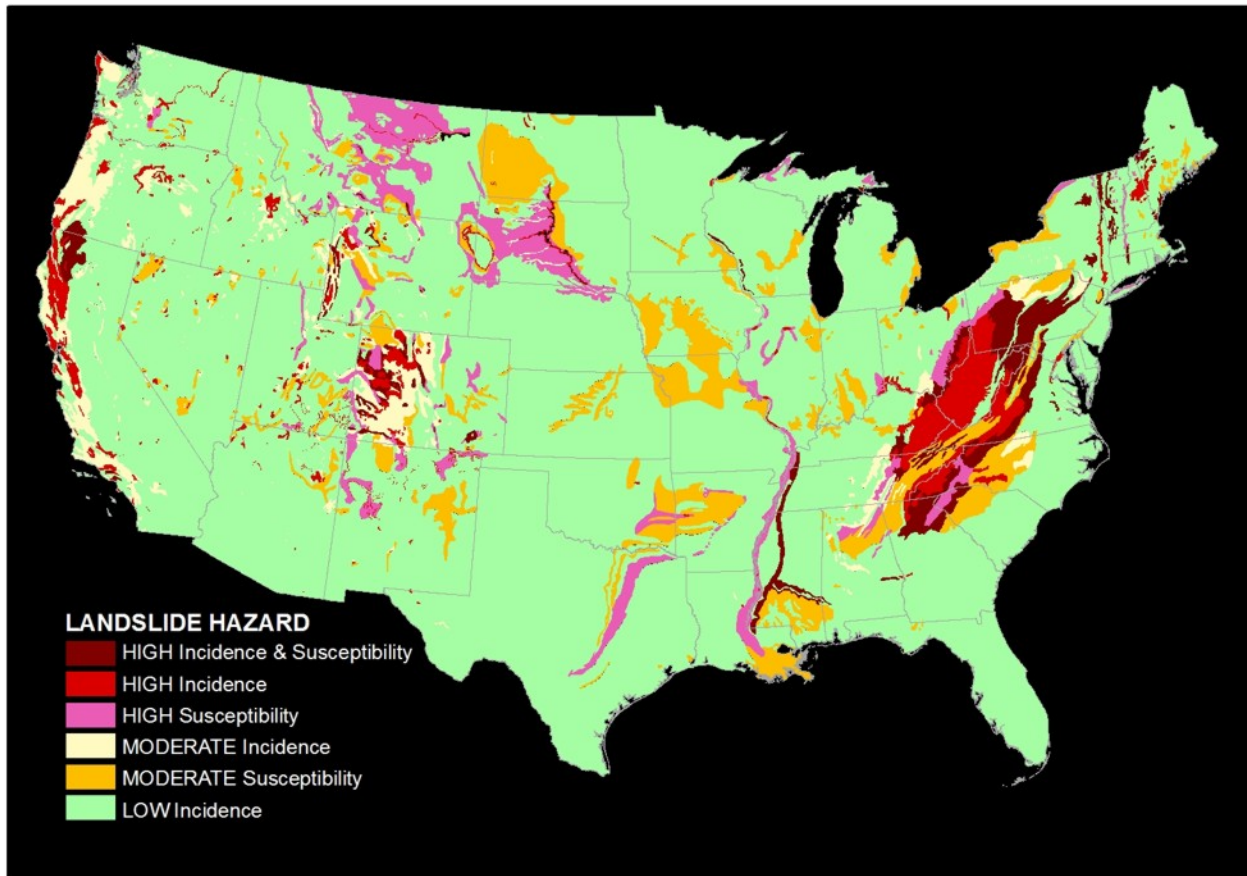 LANDSLIDE HAZARD
HIGH Incidence & Susceptibility
HIGH Incidence
HIGH Susceptibility
MODERATE Incidence
MODERATE Susceptibility
LOW Incidence